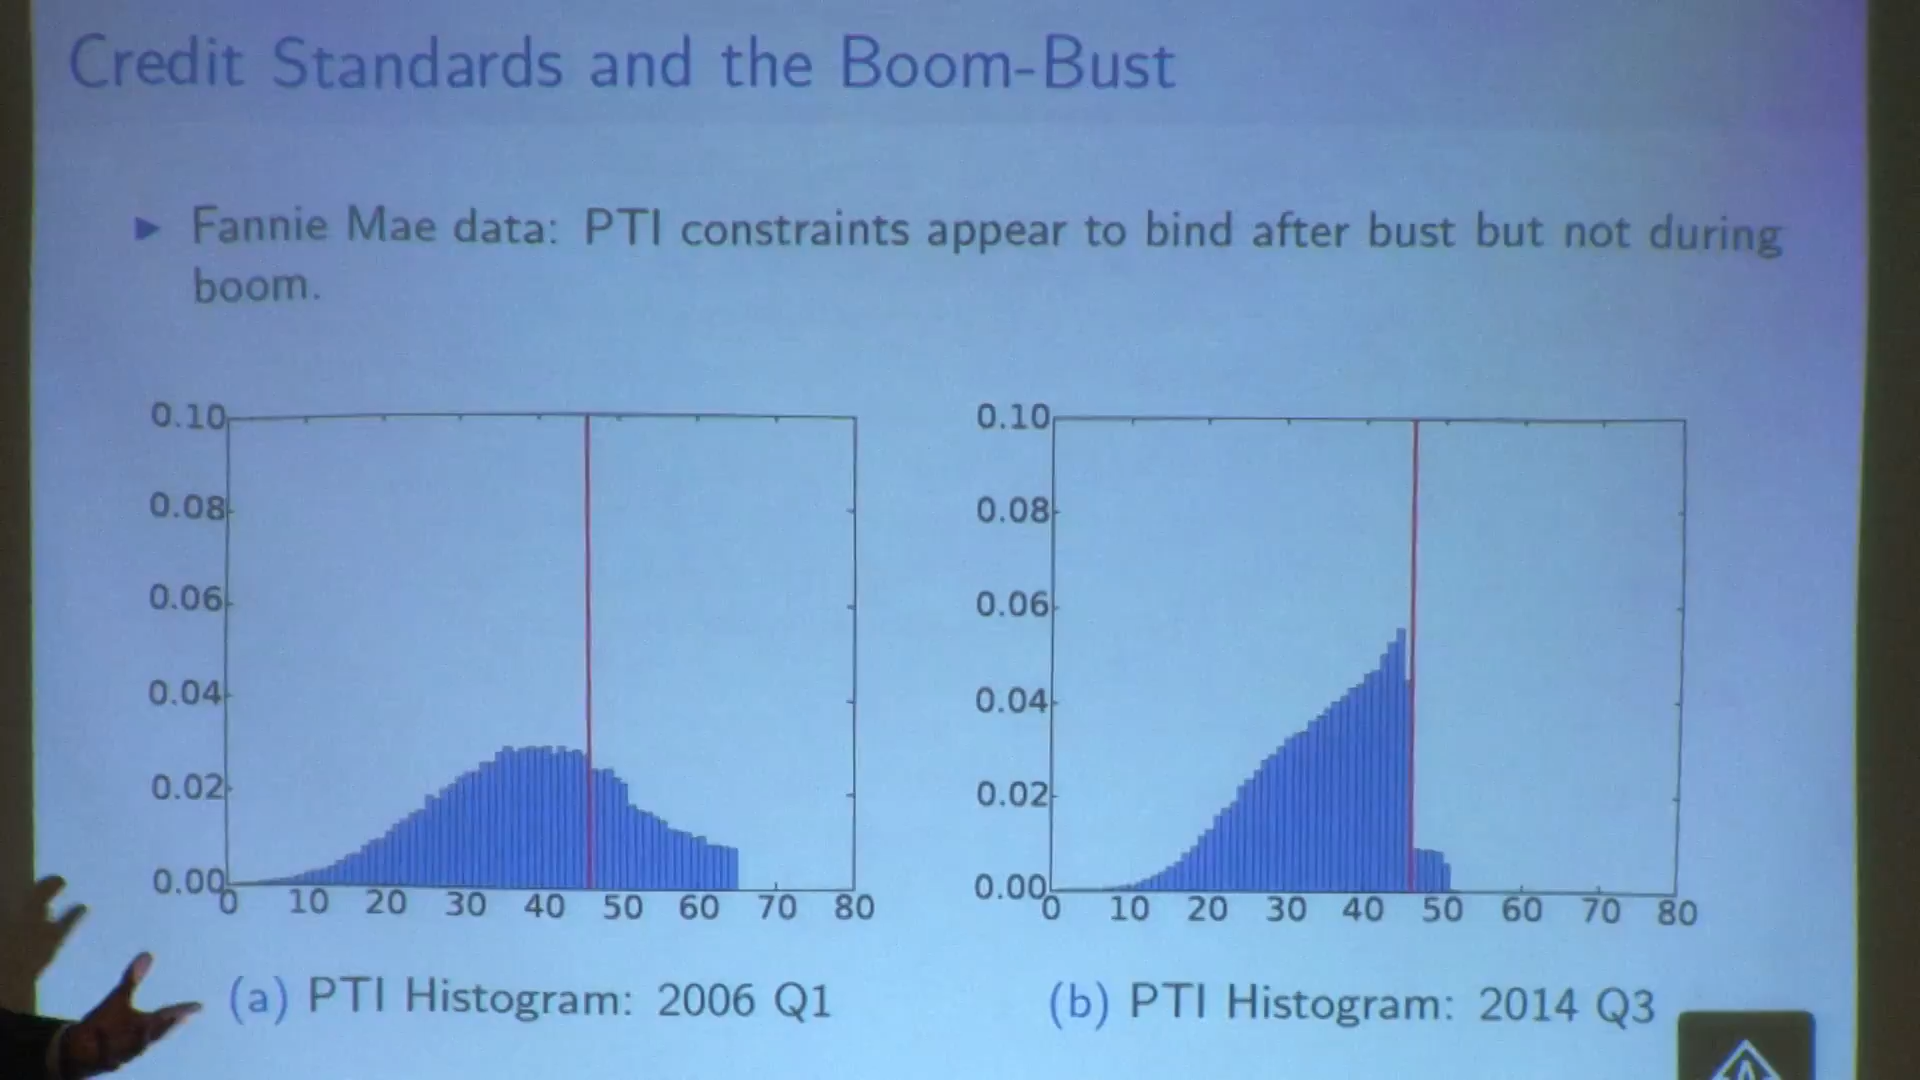 Credit Standards and the Boom-Bust
▶ Fannie Mae data: PTI constraints appear to bind after bust but not during
boom.
0.10
0.08
0.06
0.04
0.02
0.00
0 10 20 30 40 50 60 70 80
(a) PTI Histogram: 2006 Q1
0.10
0.08
0.06
0.04
0.02
0.00
0 10 20 30 40 50 60 70 80
(b) PTI Histogram: 2014 Q3